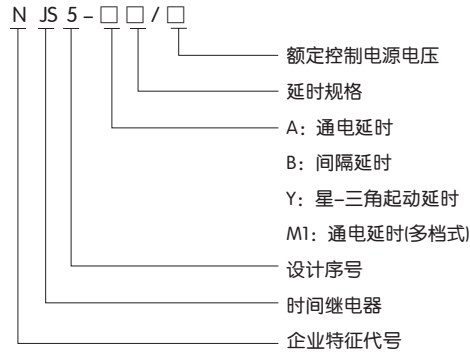 N JS 5-□□/□
额定控制电源电压
延时规格
A：通电延时
B：间隔延时
Y：星-三角起动延时
M1：通电延时(多档式)
设计序号
时间继电器
企业特征代号